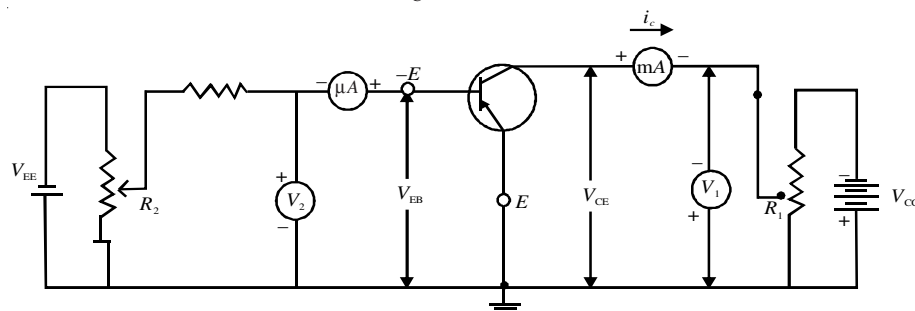 i_c
+ mA −
− μA + −E
V_EE
R_2
+ V_2 −
V_EB
E
V_CE
− V_1 +
R_1
− +
V_CC